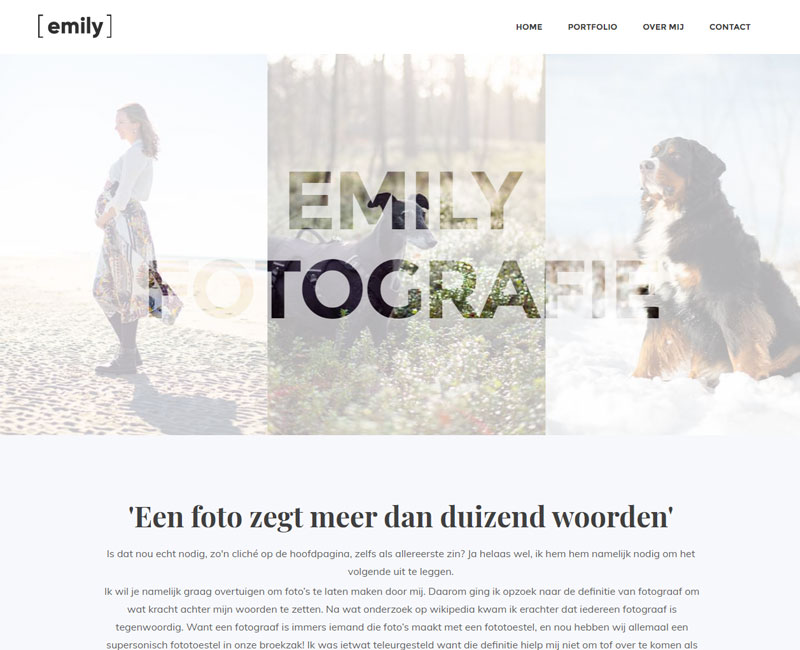 [emily]
HOME PORTFOLIO OVER MIJ CONTACT
EMILY
FOTOGRAFIE
'Een foto zegt meer dan duizend woorden'
Is dat nou echt nodig, zo'n cliché op de hoofdpagina, zelfs als allereerste zin? Ja helaas wel, ik hem hem namelijk nodig om het
volgende uit te leggen.
Ik wil je namelijk graag overtuigen om foto's te laten maken door mij. Daarom ging ik opzoek naar de definitie van fotograaf om
wat kracht achter mijn woorden te zetten. Na wat onderzoek op wikipedia kwam ik erachter dat iedereen fotograaf is
tegenwoordig. Want een fotograaf is immers iemand die foto's maakt met een fototoestel, en nou hebben wij allemaal een
supersonisch fototoestel in onze broekzak! Ik was ietwat teleurgesteld want die definitie hielp mij niet om tof over te komen als